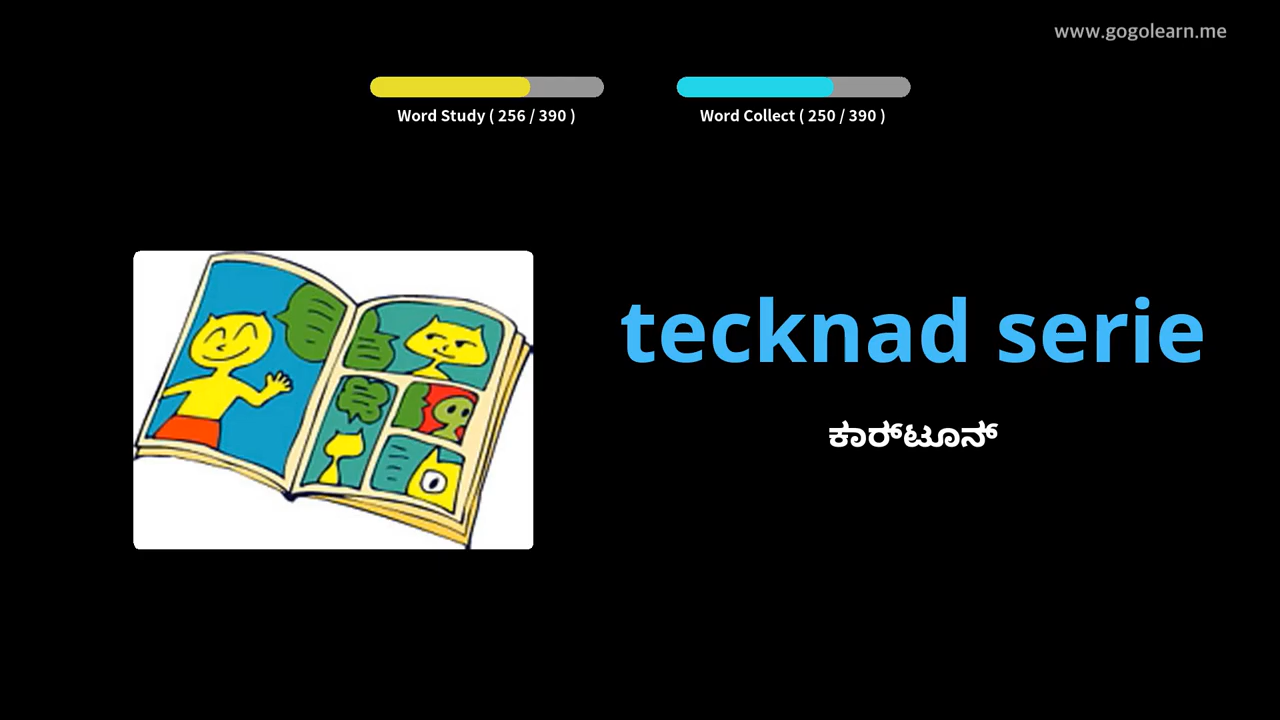 www.gogolearn.me
Word Study ( 256 / 390 )
Word Collect ( 250 / 390 )
tecknad serie
ಕಾರ್‍ಟೂನ್